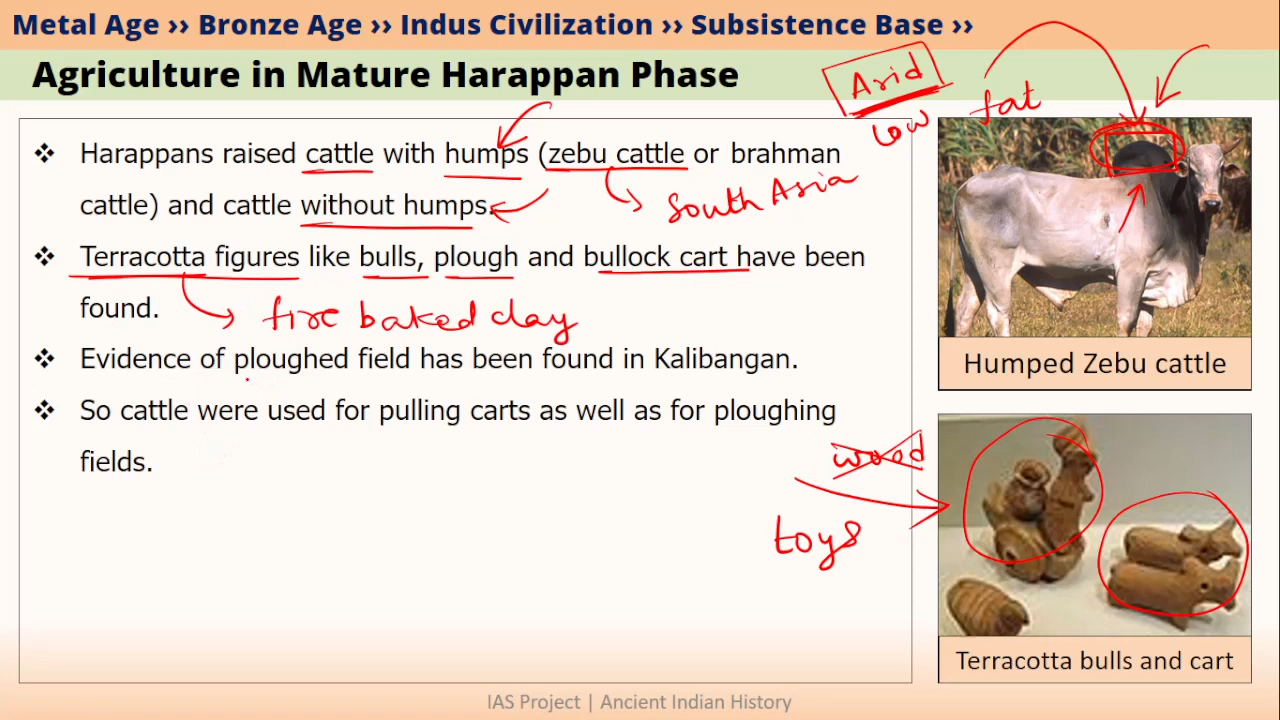 Metal Age ›› Bronze Age ›› Indus Civilization ›› Subsistence Base ››
Agriculture in Mature Harappan Phase
Arid
low
fat
❖ Harappans raised cattle with humps (zebu cattle or brahman
cattle) and cattle without humps.
South Asia
❖ Terracotta figures like bulls, plough and bullock cart have been
found.
fire baked clay
❖ Evidence of ploughed field has been found in Kalibangan.
❖ So cattle were used for pulling carts as well as for ploughing
fields.
wood
toys
Humped Zebu cattle
Terracotta bulls and cart
IAS Project | Ancient Indian History